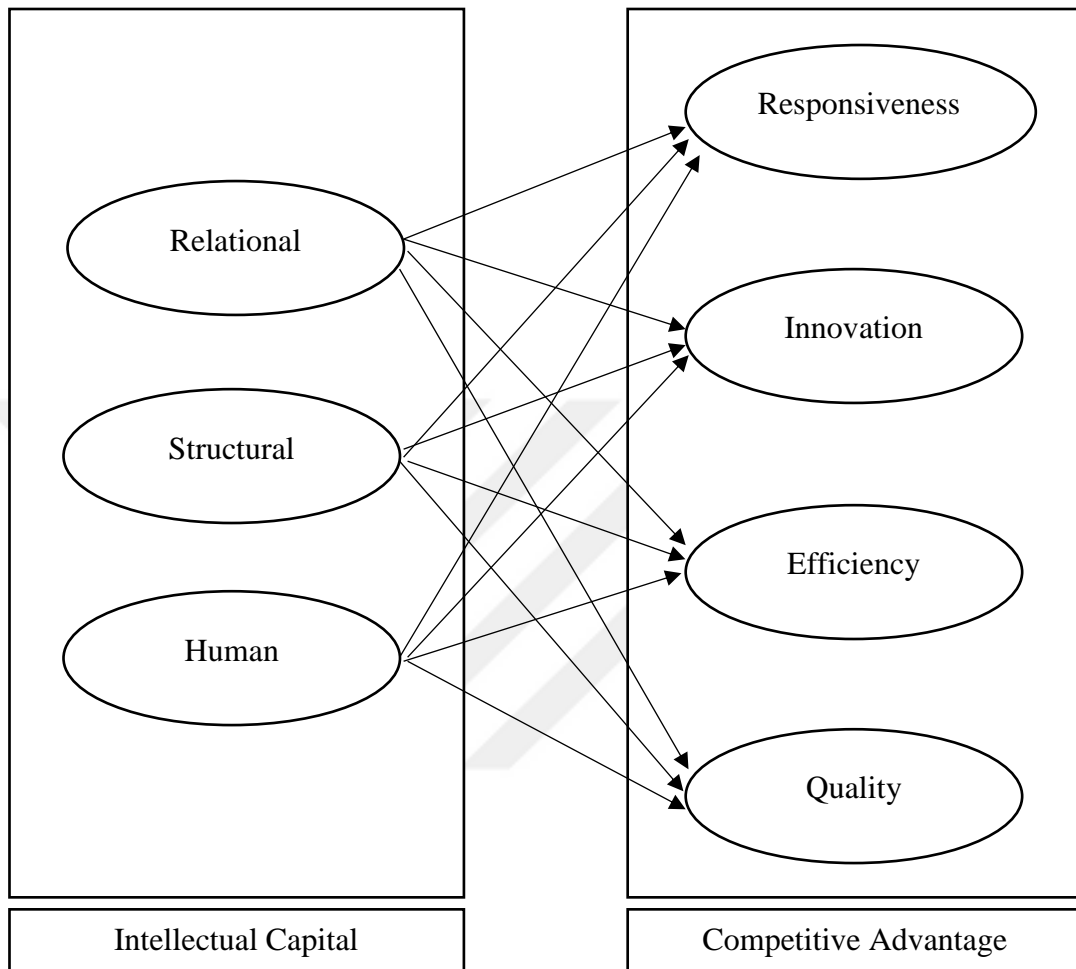 Responsiveness
Relational
Innovation
Structural
Efficiency
Human
Quality
Intellectual Capital
Competitive Advantage